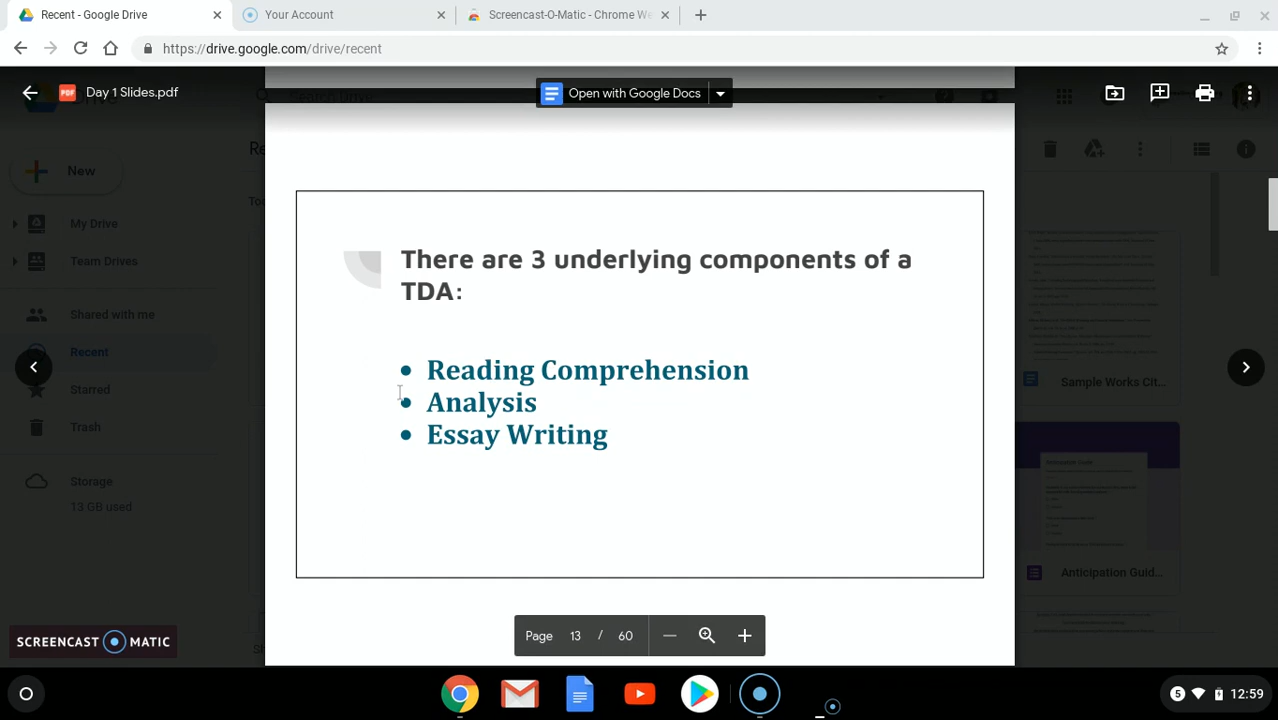 Recent - Google Drive
Your Account
Screencast-O-Matic - Chrome We
https://drive.google.com/drive/recent
PDF
Day 1 Slides.pdf
Open with Google Docs
New
My Drive
Team Drives
Shared with me
Recent
Starred
Trash
Storage
13 GB used
There are 3 underlying components of a
TDA:
• Reading Comprehension
• Analysis
• Essay Writing
Sample Works Cit...
Anticipation Guid...
Page 13 / 60
SCREENCAST MATIC
5 12:59